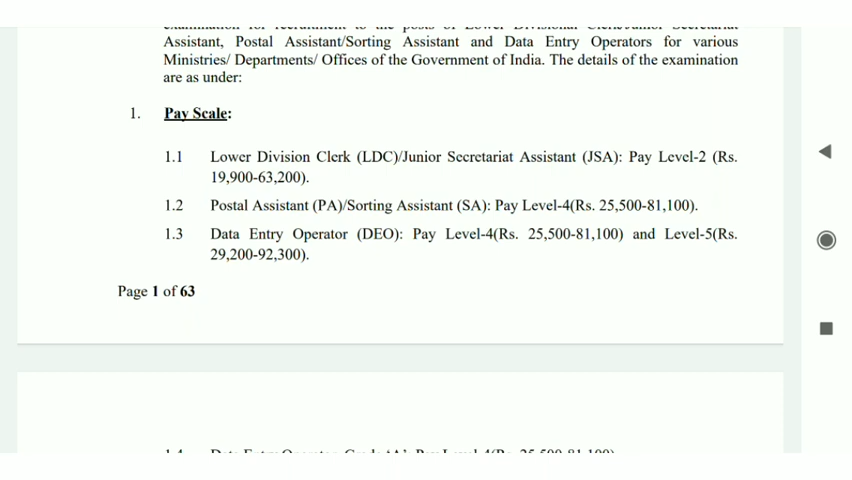 Assistant, Postal Assistant/Sorting Assistant and Data Entry Operators for various
Ministries/ Departments/ Offices of the Government of India. The details of the examination
are as under:
1. Pay Scale:
1.1 Lower Division Clerk (LDC)/Junior Secretariat Assistant (JSA): Pay Level-2 (Rs.
19,900-63,200).
1.2 Postal Assistant (PA)/Sorting Assistant (SA): Pay Level-4(Rs. 25,500-81,100).
1.3 Data Entry Operator (DEO): Pay Level-4(Rs. 25,500-81,100) and Level-5(Rs.
29,200-92,300).
Page 1 of 63